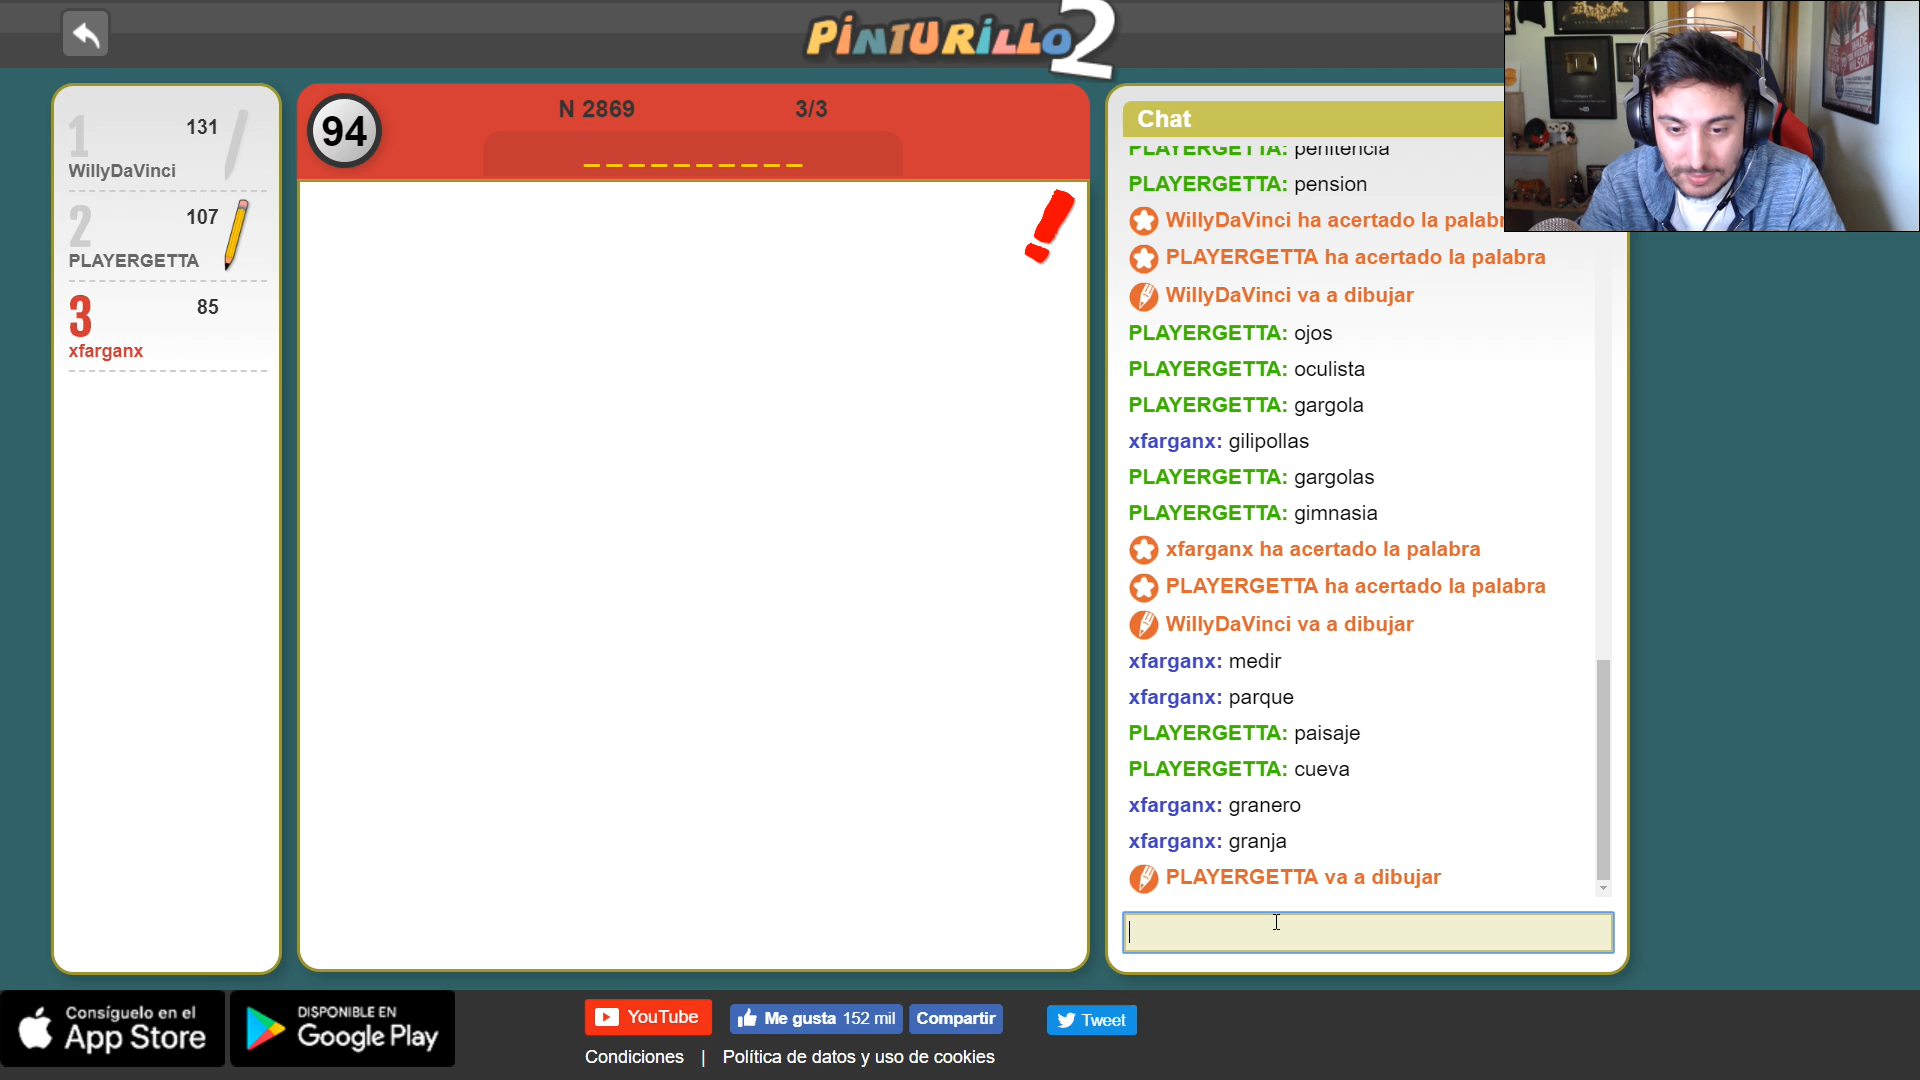 PINTURILLO 2
1
131
WillyDaVinci
2
107
PLAYERGETTA
3
85
xfarganx
94
N 2869
3/3
Chat
PLAYERGETTA: penitencia
PLAYERGETTA: pension
WillyDaVinci ha acertado la palabr
PLAYERGETTA ha acertado la palabra
WillyDaVinci va a dibujar
PLAYERGETTA: ojos
PLAYERGETTA: oculista
PLAYERGETTA: gargola
xfarganx: gilipollas
PLAYERGETTA: gargolas
PLAYERGETTA: gimnasia
xfarganx ha acertado la palabra
PLAYERGETTA ha acertado la palabra
WillyDaVinci va a dibujar
xfarganx: medir
xfarganx: parque
PLAYERGETTA: paisaje
PLAYERGETTA: cueva
xfarganx: granero
xfarganx: granja
PLAYERGETTA va a dibujar
Consíguelo en el
App Store
DISPONIBLE EN
Google Play
YouTube
Me gusta 152 mil
Compartir
Tweet
Condiciones | Política de datos y uso de cookies